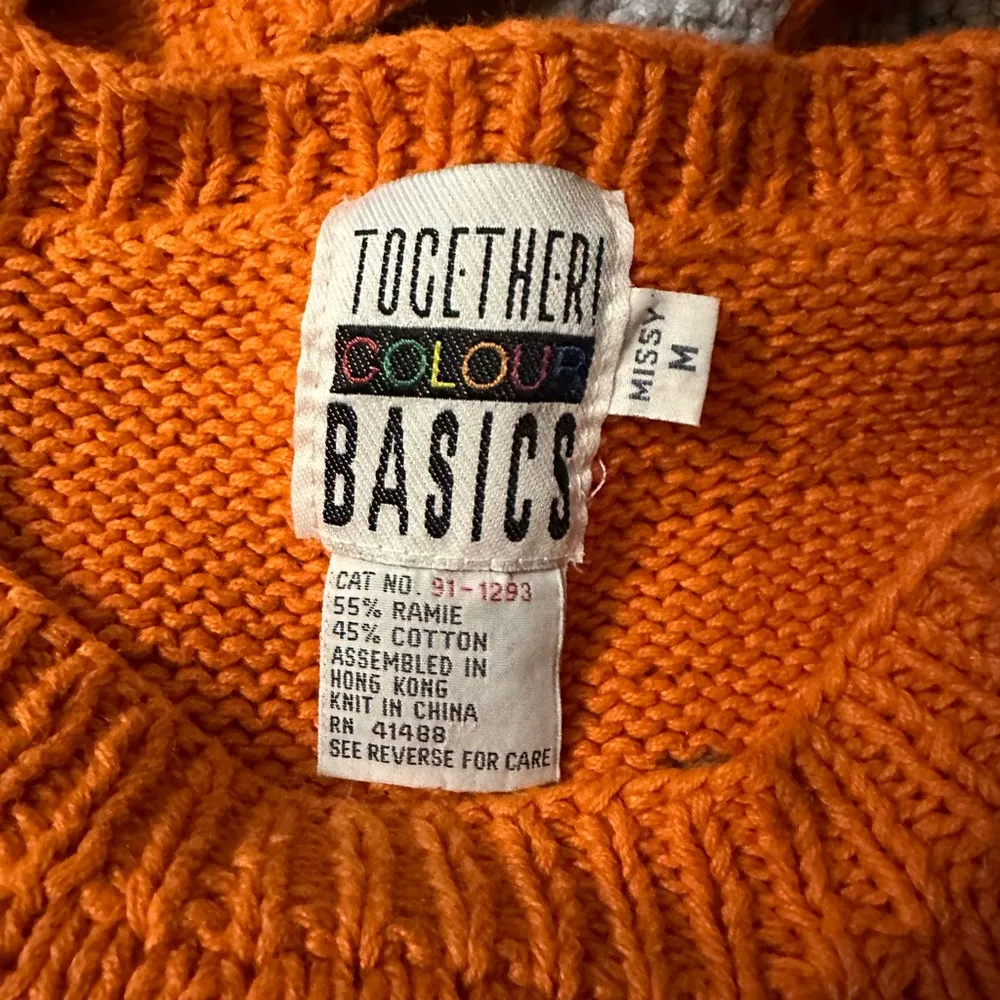 TOGETHER!
COLOUR
BASICS
MISSY
M
CAT NO. 91-1293
55% RAMIE
45% COTTON
ASSEMBLED IN
HONG KONG
KNIT IN CHINA
RN 41488
SEE REVERSE FOR CARE